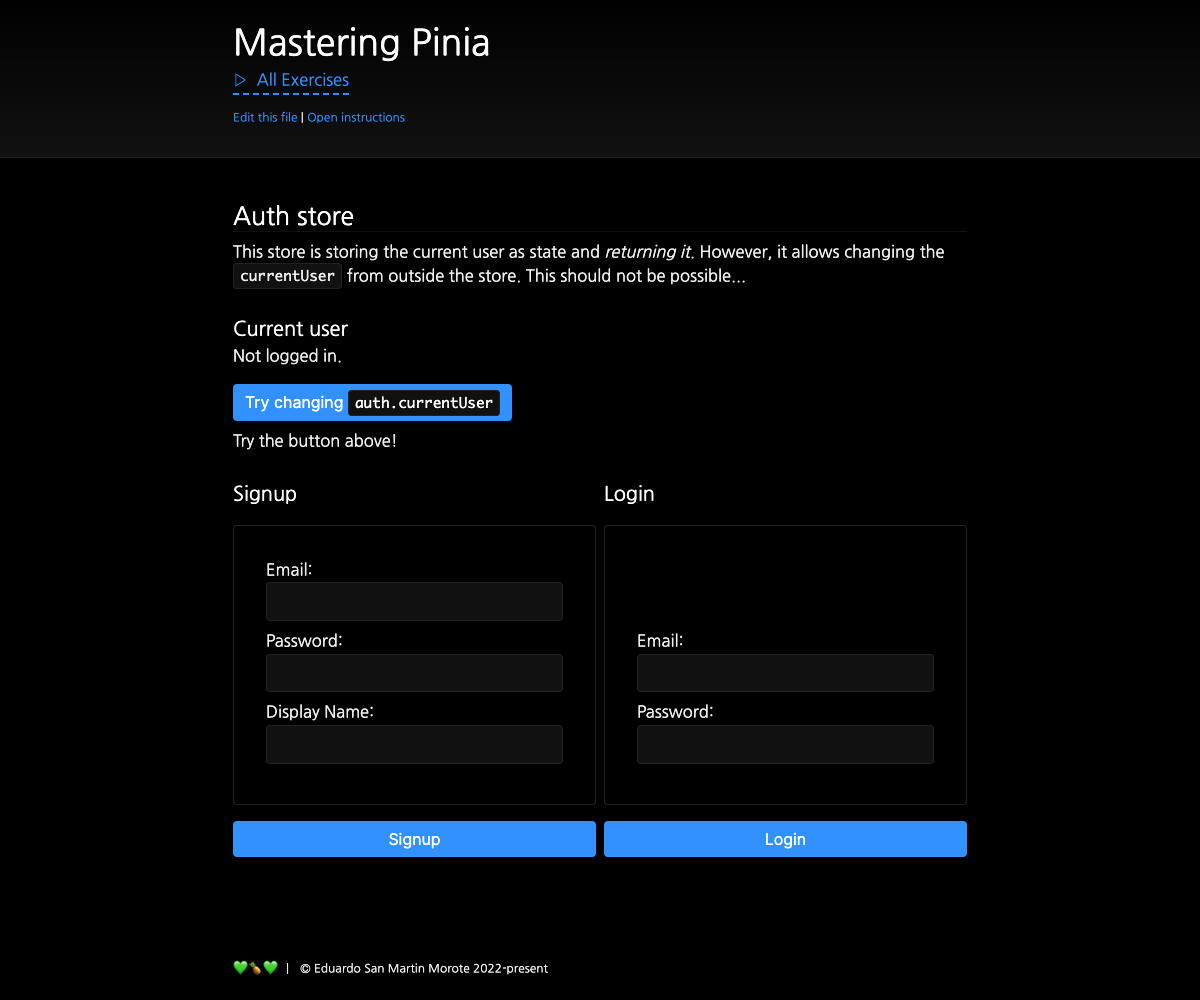 Mastering Pinia
▷ All Exercises
Edit this file | Open instructions
Auth store
This store is storing the current user as state and returning it. However, it allows changing the
currentUser from outside the store. This should not be possible...
Current user
Not logged in.
Try changing auth.currentUser
Try the button above!
Signup
Login
Email:
Password:
Display Name:
Email:
Password:
Signup
Login
💚🍍💚 | © Eduardo San Martin Morote 2022-present